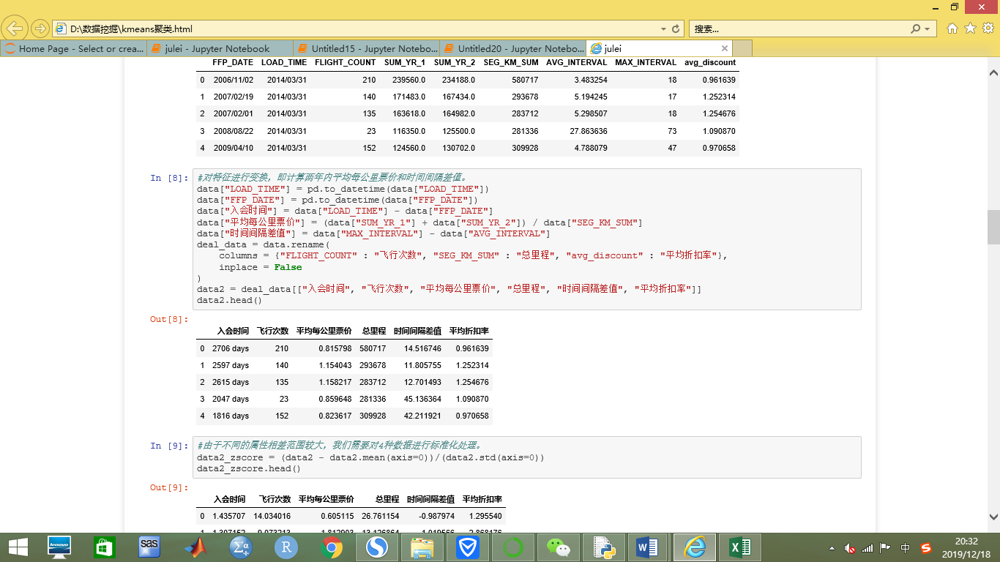 D:\数据挖掘\kmeans聚类.html
搜索...
Home Page - Select or crea...
julei - Jupyter Notebook
Untitled15 - Jupyter Notebo...
Untitled20 - Jupyter Notebo...
julei
FFP_DATE LOAD_TIME FLIGHT_COUNT SUM_YR_1 SUM_YR_2 SEG_KM_SUM AVG_INTERVAL MAX_INTERVAL avg_discount
0 2006/11/02 2014/03/31 210 239560.0 234188.0 580717 3.483254 18 0.961639
1 2007/02/19 2014/03/31 140 171483.0 167434.0 293678 5.194245 17 1.252314
2 2007/02/01 2014/03/31 135 163618.0 164982.0 283712 5.298507 18 1.254676
3 2008/08/22 2014/03/31 23 116350.0 125500.0 281336 27.863636 73 1.090870
4 2009/04/10 2014/03/31 152 124560.0 130702.0 309928 4.788079 47 0.970658
In [8]:
#对特征进行变换，即计算两年内平均每公里票价和时间间隔差值。
data["LOAD_TIME"] = pd.to_datetime(data["LOAD_TIME"])
data["FFP_DATE"] = pd.to_datetime(data["FFP_DATE"])
data["入会时间"] = data["LOAD_TIME"] - data["FFP_DATE"]
data["平均每公里票价"] = (data["SUM_YR_1"] + data["SUM_YR_2"]) / data["SEG_KM_SUM"]
data["时间间隔差值"] = data["MAX_INTERVAL"] - data["AVG_INTERVAL"]
deal_data = data.rename(
columns = {"FLIGHT_COUNT" : "飞行次数", "SEG_KM_SUM" : "总里程", "avg_discount" : "平均折扣率"},
inplace = False
)
data2 = deal_data[["入会时间", "飞行次数", "平均每公里票价", "总里程", "时间间隔差值", "平均折扣率"]]
data2.head()
Out[8]:
入会时间 飞行次数 平均每公里票价 总里程 时间间隔差值 平均折扣率
0 2706 days 210 0.815798 580717 14.516746 0.961639
1 2597 days 140 1.154043 293678 11.805755 1.252314
2 2615 days 135 1.158217 283712 12.701493 1.254676
3 2047 days 23 0.859648 281336 45.136364 1.090870
4 1816 days 152 0.823617 309928 42.211921 0.970658
In [9]:
#由于不同的属性相差范围较大，我们需要对4种数据进行标准化处理。
data2_zscore = (data2 - data2.mean(axis=0))/(data2.std(axis=0))
data2_zscore.head()
Out[9]:
入会时间 飞行次数 平均每公里票价 总里程 时间间隔差值 平均折扣率
0 1.435707 14.034016 0.605115 26.761154 -0.987974 1.295540
lenovo
sas
Σα
R
中
20:32
2019/12/18